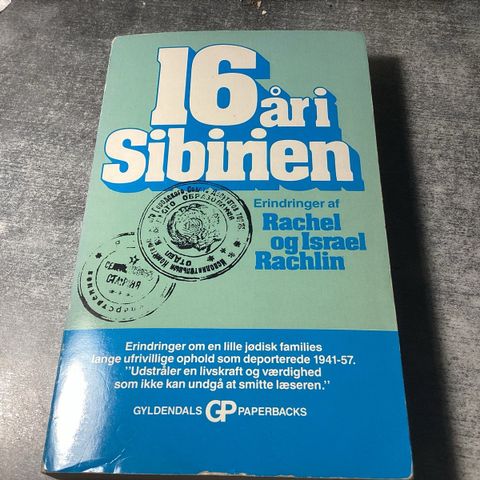 16
år i
Sibirien
Erindringer af
Rachel
og Israel
Rachlin
Erindringer om en lille jødisk families
lange ufrivillige ophold som deporterede 1941-57.
"Udstråler en livskraft og værdighed
som ikke kan undgå at smitte læseren."
GYLDENDALS GP PAPERBACKS